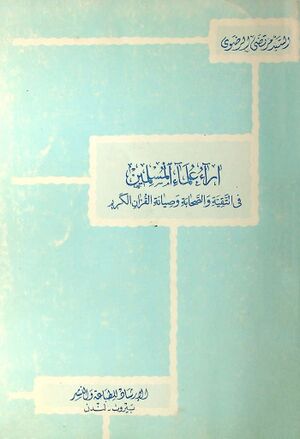 السيد مرتضى الرضوي
آراء علماء المسلمين
في التقية والصحابة وصيانة القرآن الكريم
الإرشاد للطباعة والنشر
بيروت - لندن